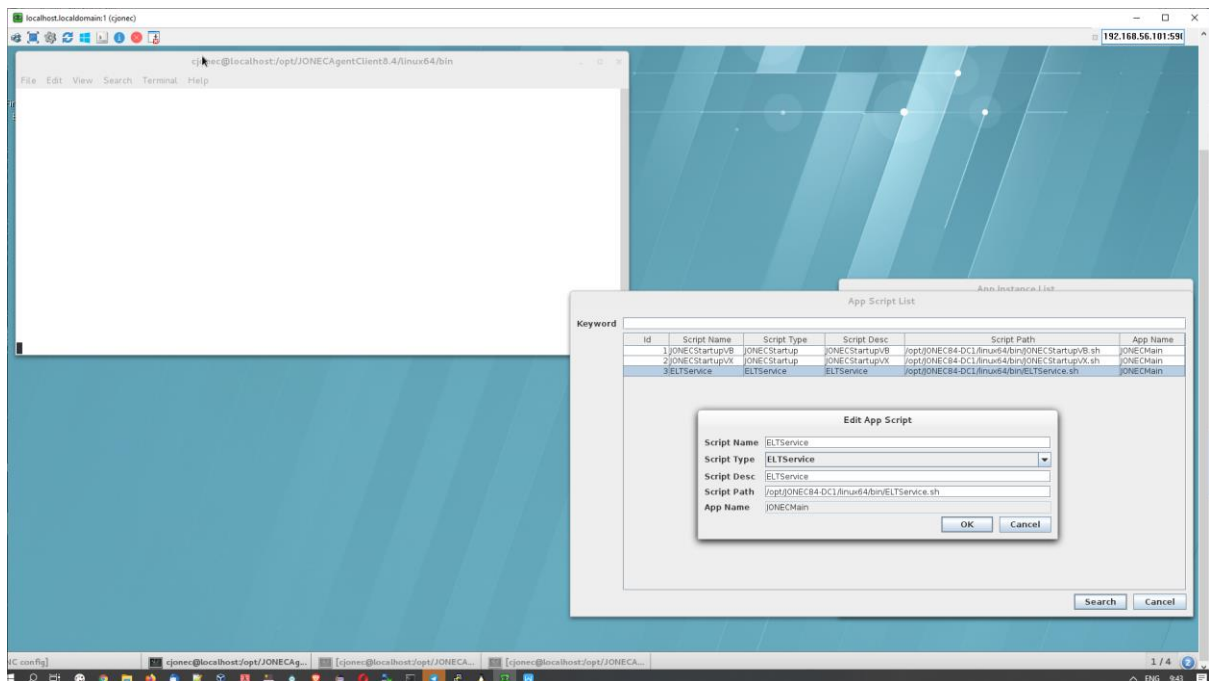 localhost.localdomain:1 (cjonec)
192.168.56.101:590
cjonec@localhost:/opt/JONECAgentClient8.4/linux64/bin
File Edit View Search Terminal Help
App Instance List
App Script List
Keyword
Id Script Name Script Type Script Desc Script Path App Name
1 JONECStartupVB JONECStartup JONECStartupVB /opt/JONEC84-DC1/linux64/bin/JONECStartupVB.sh JONECMain
2 JONECStartupVX JONECStartup JONECStartupVX /opt/JONEC84-DC1/linux64/bin/JONECStartupVX.sh JONECMain
3 ELTService ELTService ELTService /opt/JONEC84-DC1/linux64/bin/ELTService.sh JONECMain
Edit App Script
Script Name ELTService
Script Type ELTService
Script Desc ELTService
Script Path /opt/JONEC84-DC1/linux64/bin/ELTService.sh
App Name JONECMain
OK Cancel
Search Cancel
config]
cjonec@localhost:/opt/JONECAg...
[cjonec@localhost:/opt/JONECA...
[cjonec@localhost:/opt/JONECA...
1 / 4
ENG 9:43